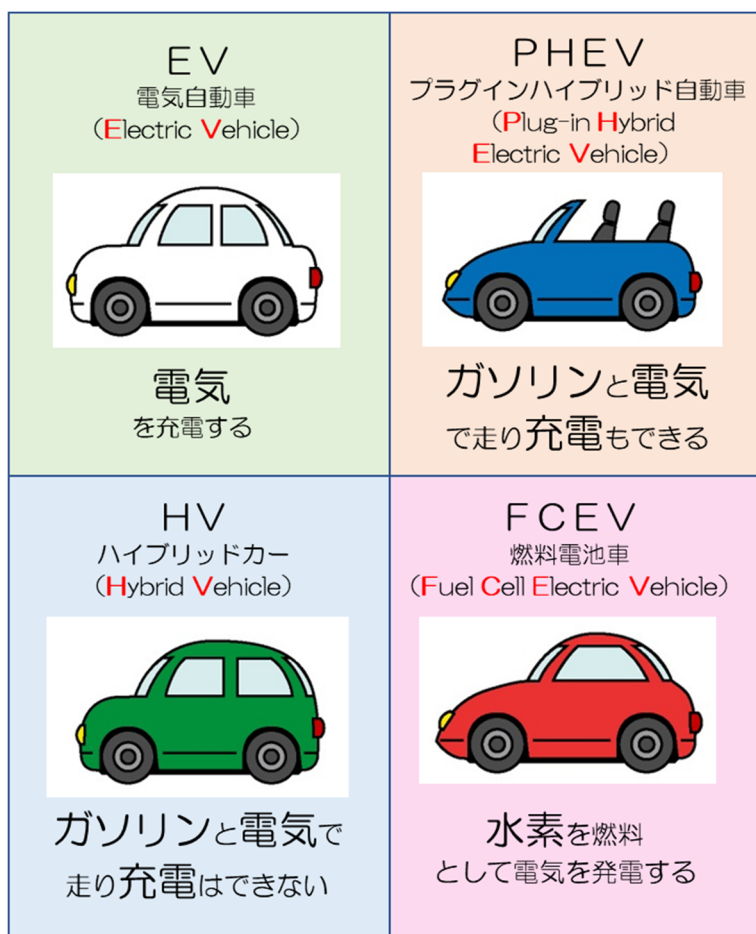 EV
電気自動車
（Electric Vehicle）
電気
を充電する
PHEV
プラグインハイブリッド自動車
（Plug-in Hybrid
Electric Vehicle）
ガソリンと電気
で走り充電もできる
HV
ハイブリッドカー
（Hybrid Vehicle）
ガソリンと電気で
走り充電はできない
FCEV
燃料電池車
（Fuel Cell Electric Vehicle）
水素を燃料
として電気を発電する